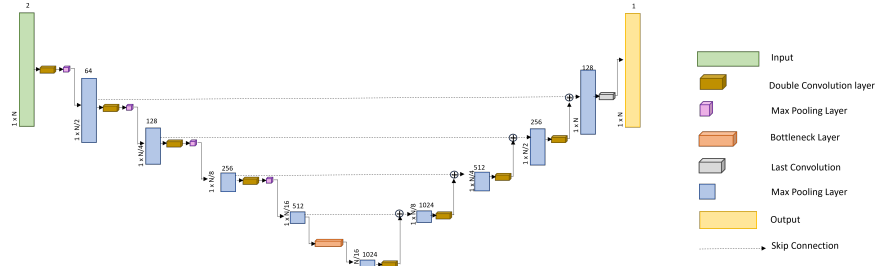 2
1 x N
64
1 x N/2
128
1 x N/4
256
1 x N/8
512
1 x N/16
1024
N/16
1024
1 x N/8
512
1 x N/4
256
1 x N/2
128
1 x N
1
1 x N
Input
Double Convolution layer
Max Pooling Layer
Bottleneck Layer
Last Convolution
Max Pooling Layer
Output
Skip Connection